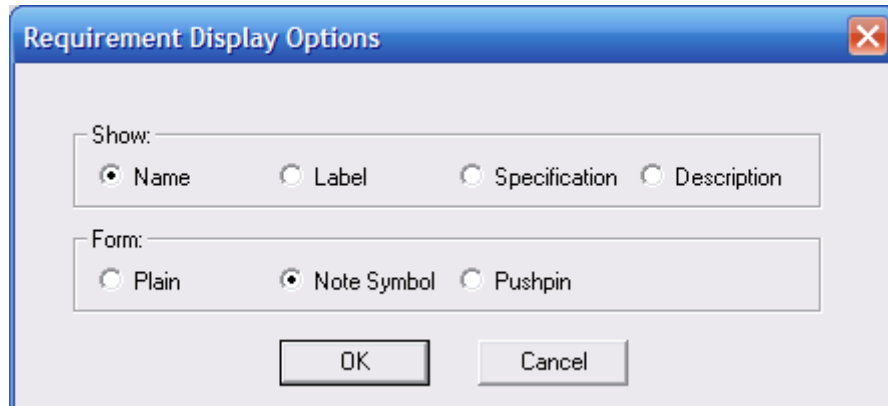 Requirement Display Options
Show:
Name Label Specification Description
Form:
Plain Note Symbol Pushpin
OK Cancel